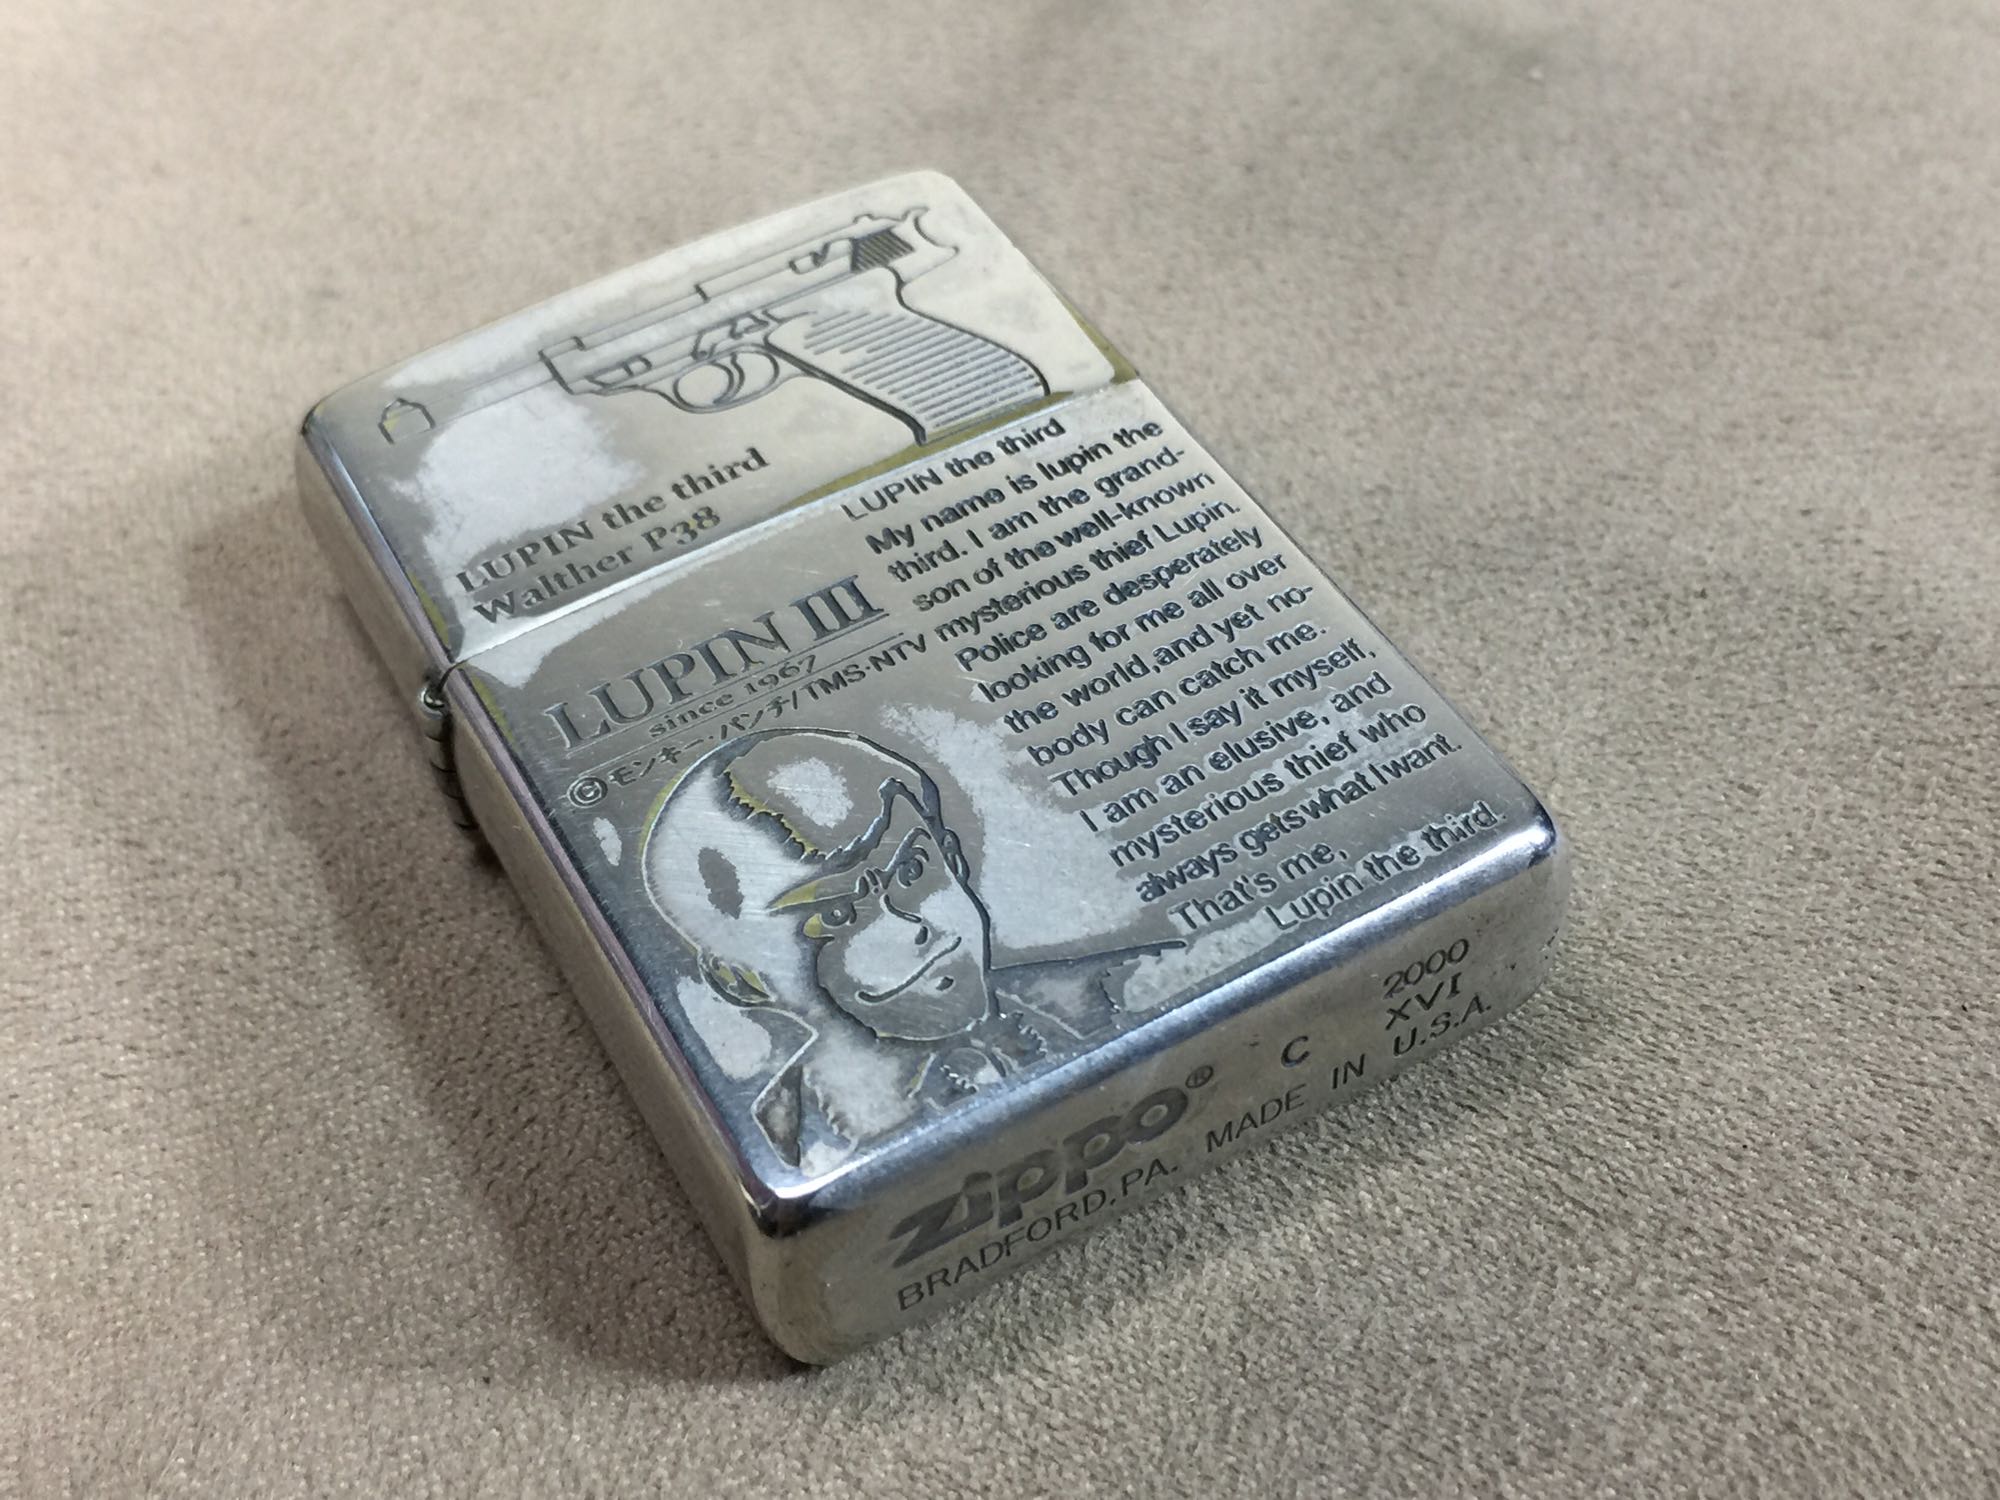 LUPIN the third
Walther P38
LUPIN III
since 1967
©モンキー・パンチ/TMS・NTV
LUPIN the third
My name is lupin the
third. I am the grand-
son of the well-known
mysterious thief Lupin.
Police are desperately
looking for me all over
the world,and yet no-
body can catch me.
Though I say it myself,
I am an elusive, and
mysterious thief who
always gets what I want.
That's me,
Lupin the third.
zippo® C 2000
XVI
BRADFORD,PA. MADE IN U.S.A.